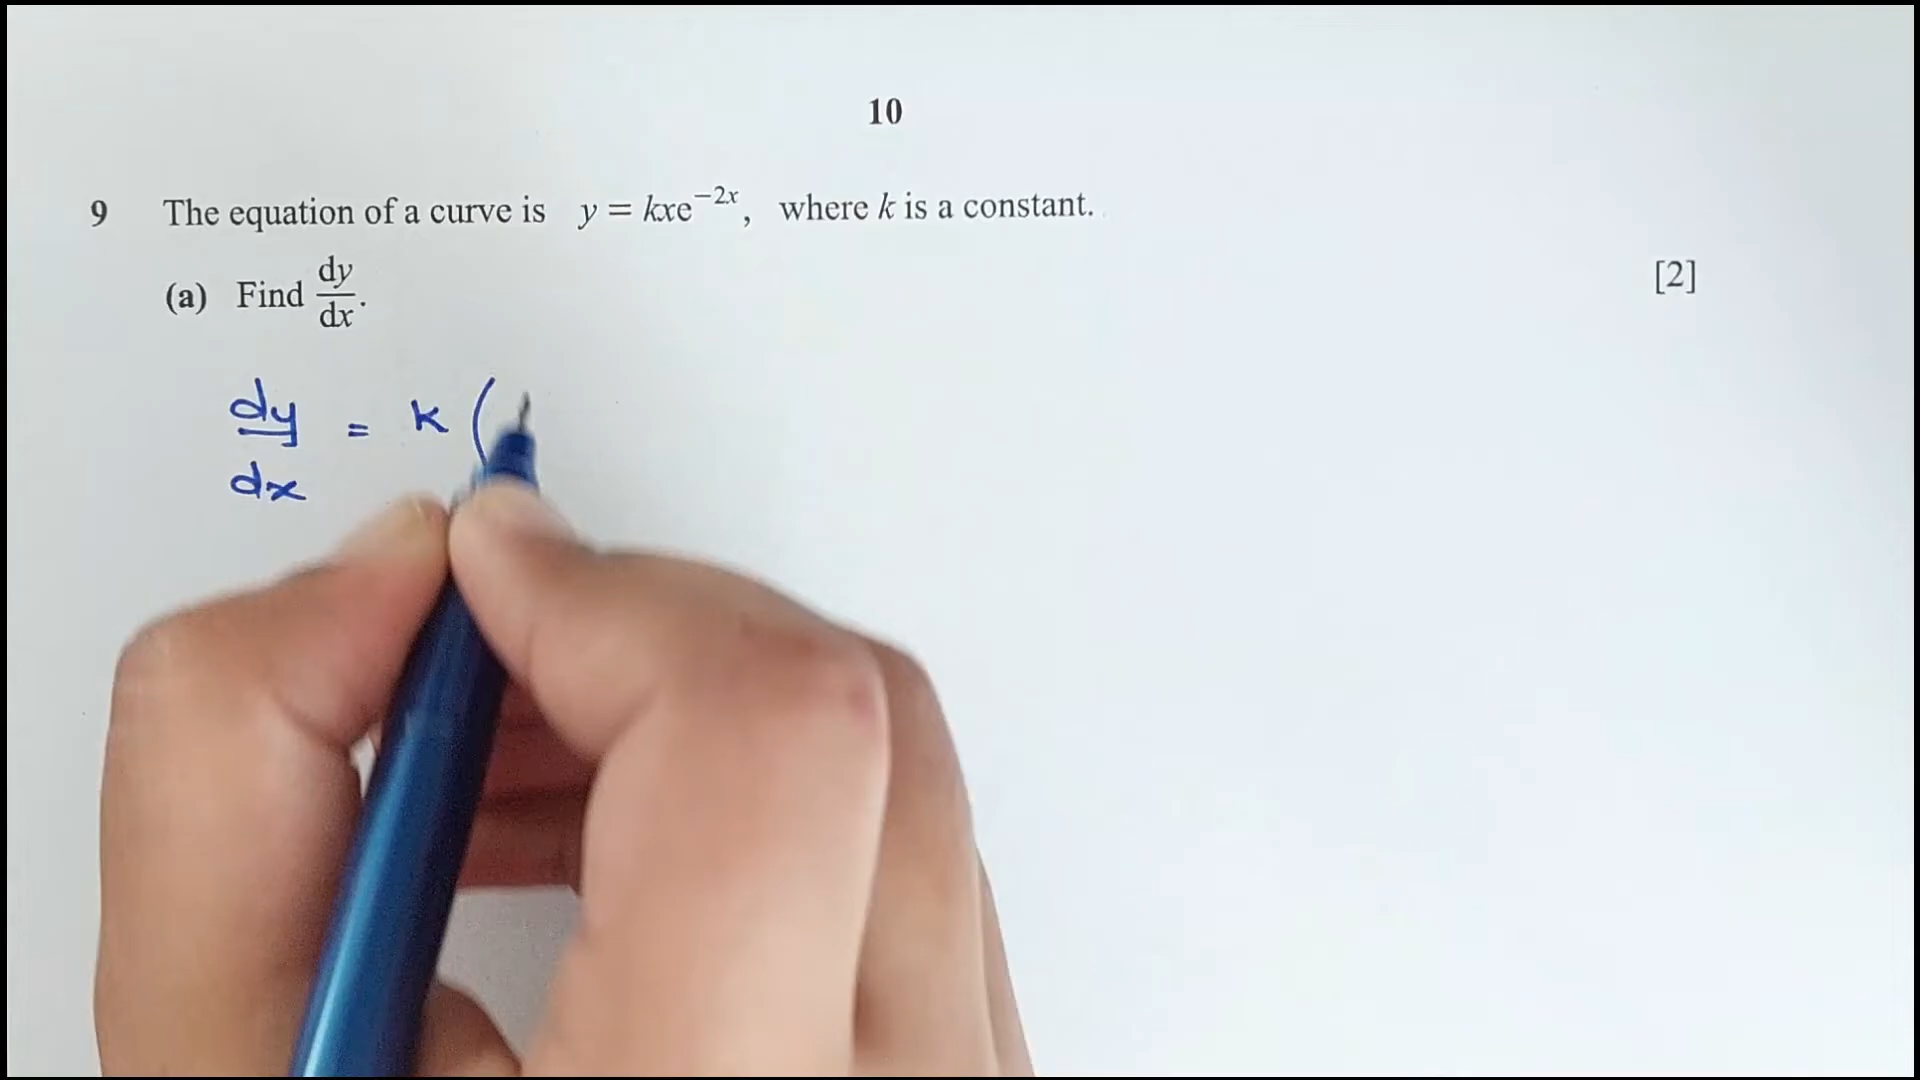 10
9 The equation of a curve is y = kxe⁻²ˣ, where k is a constant.
(a) Find dy/dx. [2]
dy/dx = k (